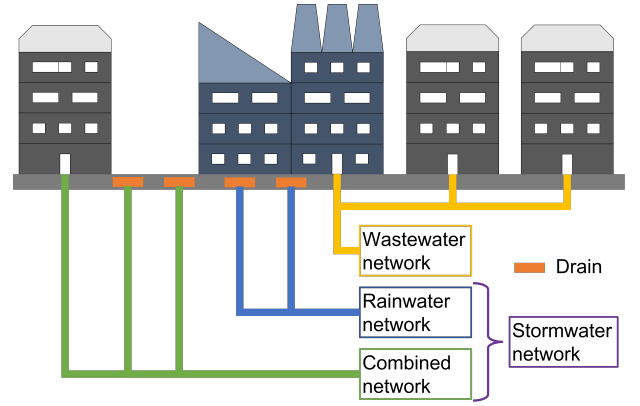 Wastewater
network
Drain
Rainwater
network
Stormwater
network
Combined
network